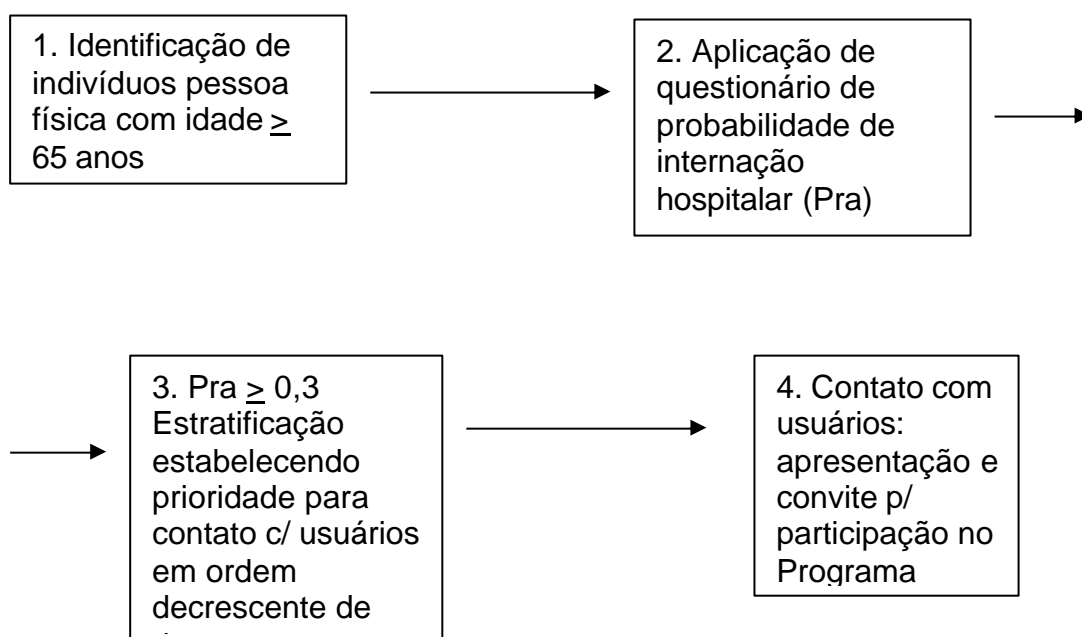 1. Identificação de
indivíduos pessoa
física com idade ≥
65 anos
2. Aplicação de
questionário de
probabilidade de
internação
hospitalar (Pra)
3. Pra ≥ 0,3
Estratificação
estabelecendo
prioridade para
contato c/ usuários
em ordem
decrescente de
4. Contato com
usuários:
apresentação e
convite p/
participação no
Programa